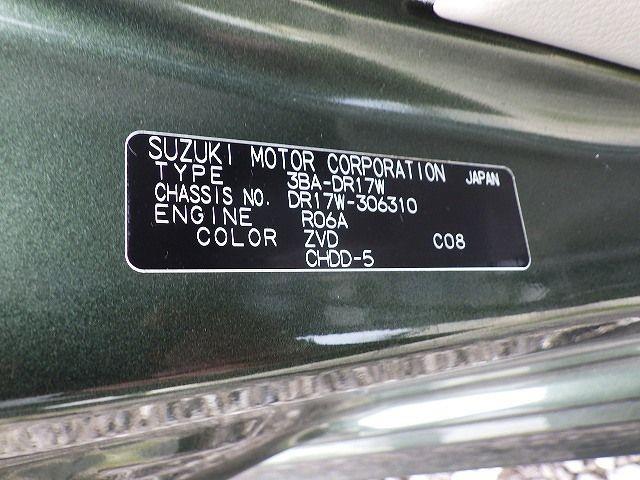 SUZUKI MOTOR CORPORATION JAPAN
TYPE 3BA-DR17W
CHASSIS NO. DR17W-306310
ENGINE R06A
COLOR ZVD C08
CHDD-5